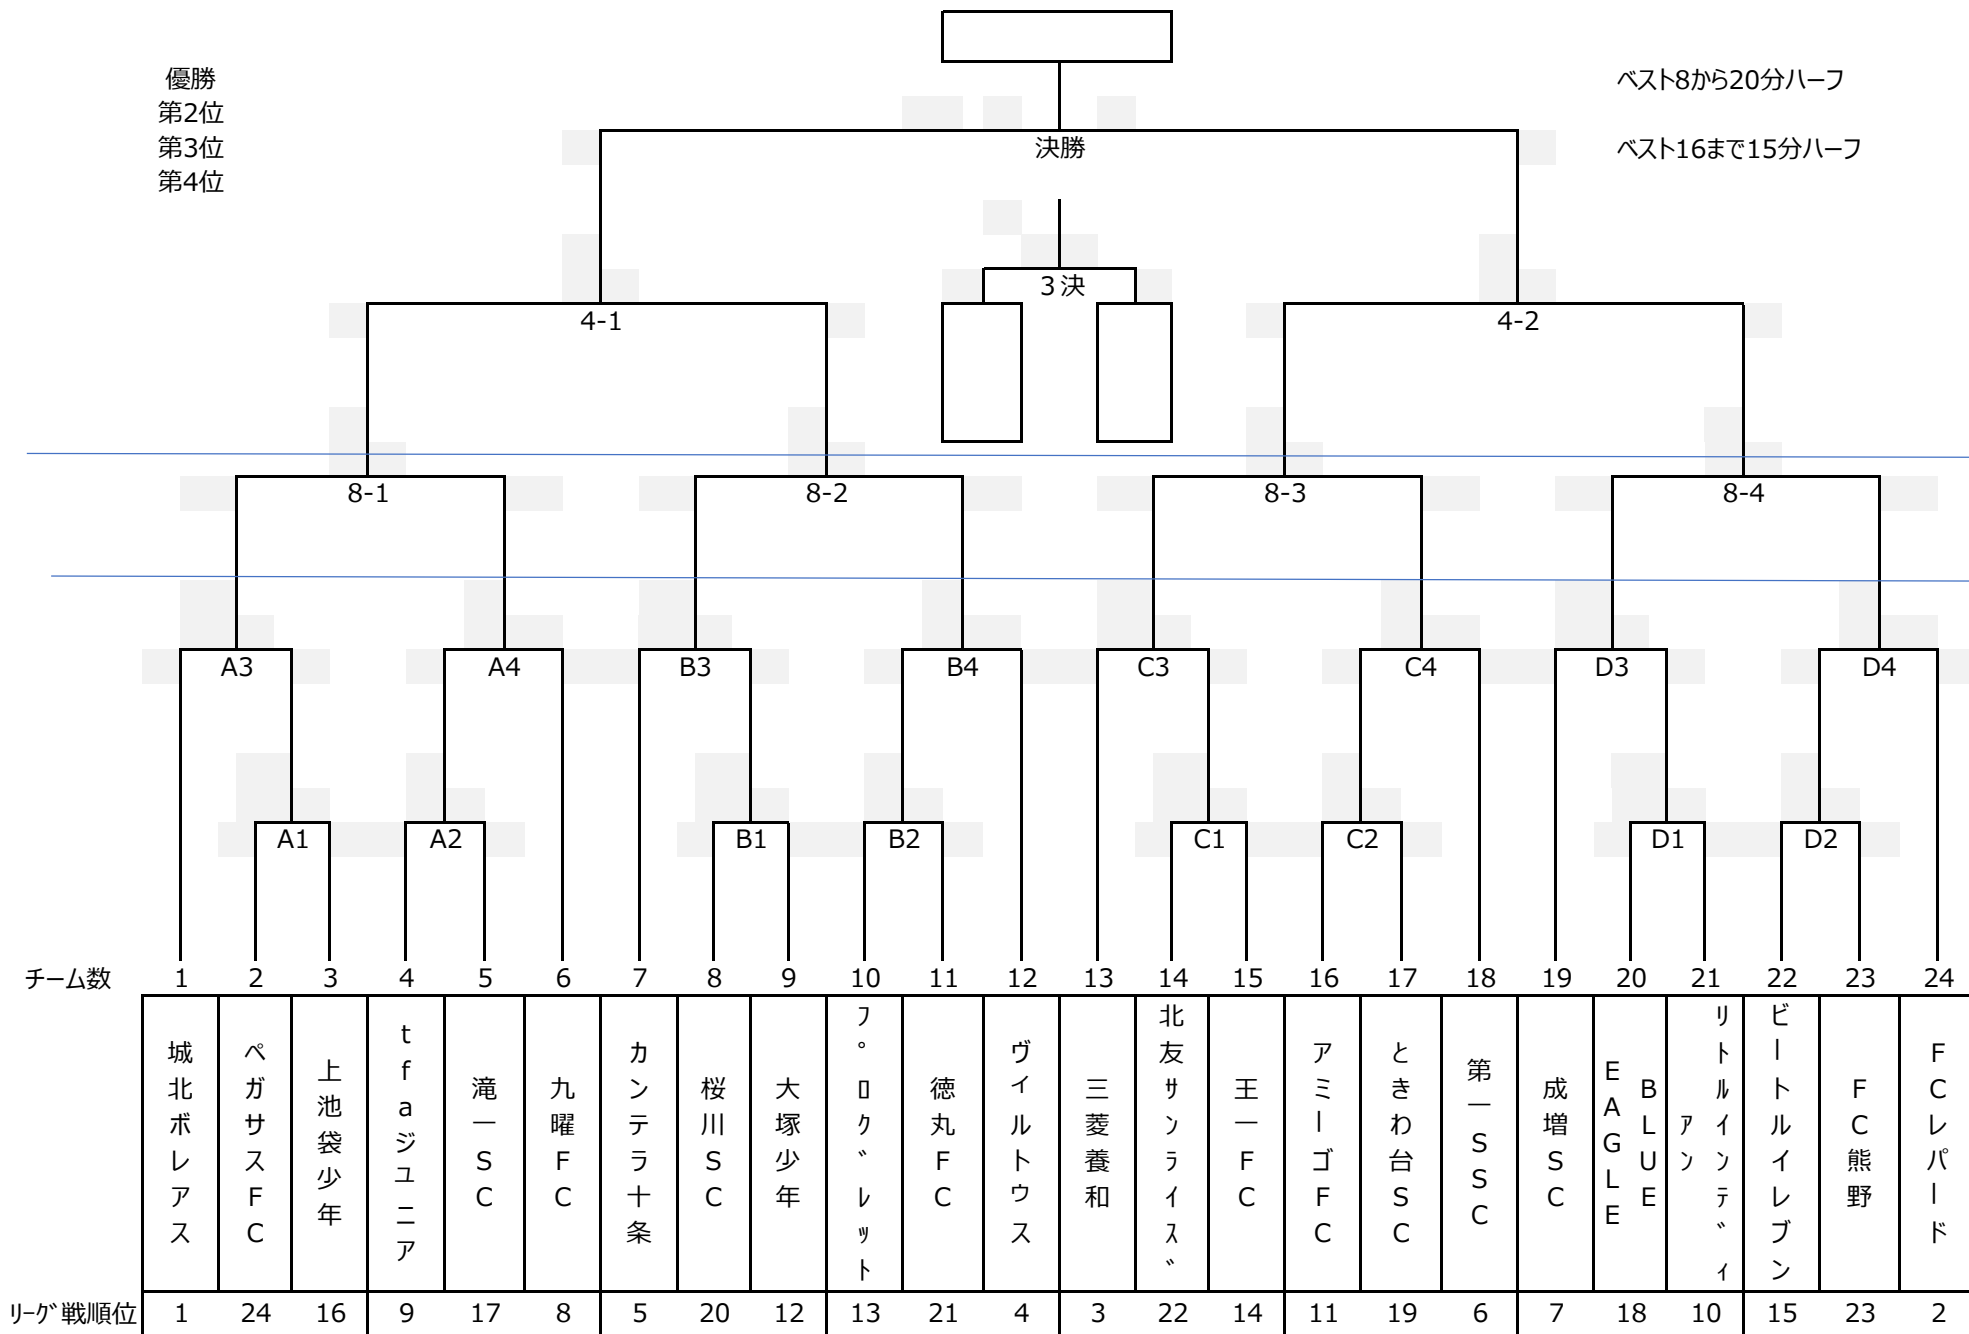 優勝
第2位
第3位
第4位
ベスト8から20分ハーフ
ベスト16まで15分ハーフ
決勝
3決
4-1 4-2
8-1 8-2 8-3 8-4
A3 A4 B3 B4 C3 C4 D3 D4
A1 A2 B1 B2 C1 C2 D1 D2
チーム数 1 2 3 4 5 6 7 8 9 10 11 12 13 14 15 16 17 18 19 20 21 22 23 24
城北ボレアス
ペガサスFC
上池袋少年
tfaジュニア
滝一SC
九曜FC
カンテラ十条
桜川SC
大塚少年
プログレット
徳丸FC
ヴィルトウス
三菱養和
北友サンライズ
王一FC
アミーゴFC
ときわ台SC
第一SSC
成増SC
BLUE
EAGLE
リトルインディ
アン
ビートルイレブン
FC熊野
FCレパード
リーグ戦順位 1 24 16 9 17 8 5 20 12 13 21 4 3 22 14 11 19 6 7 18 10 15 23 2